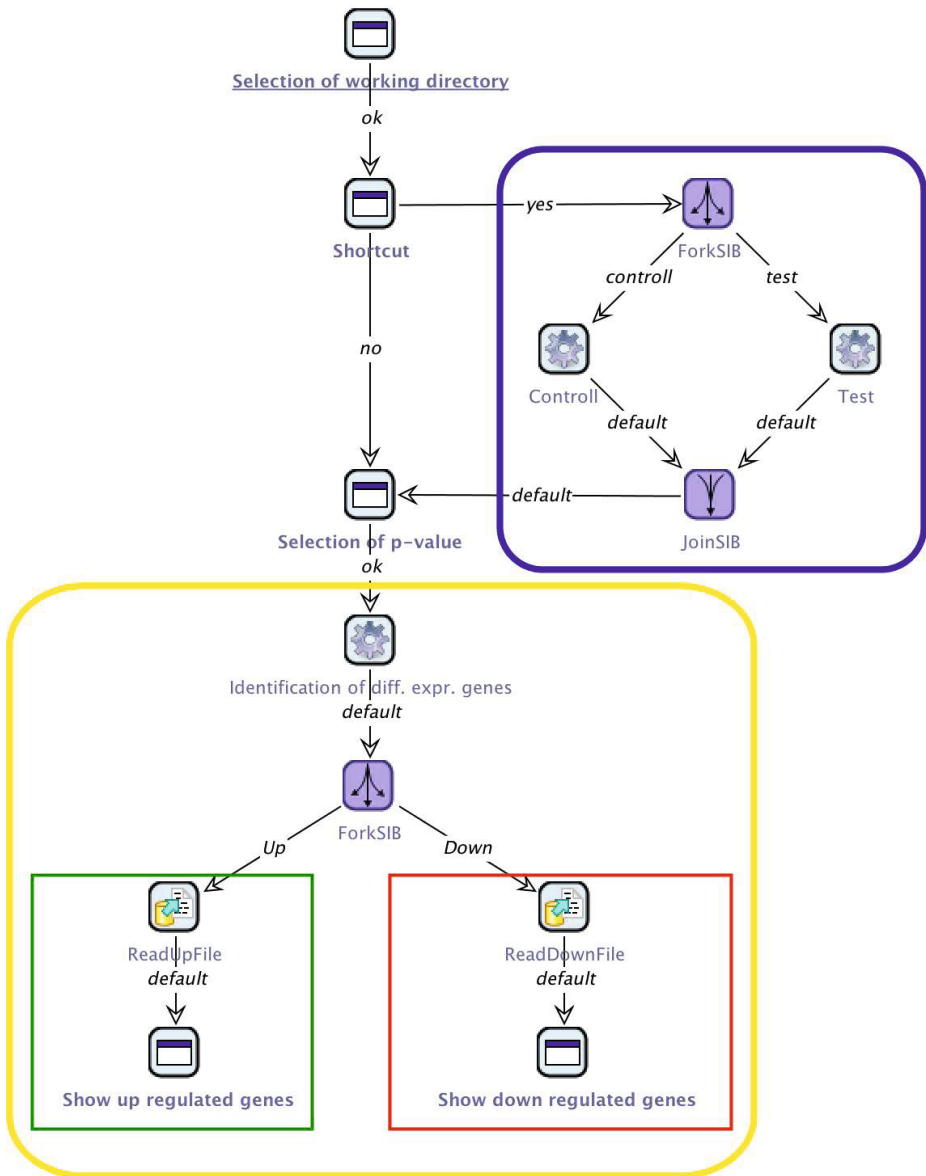 Selection of working directory
ok
Shortcut
yes
ForkSIB
controll
test
no
Controll
Test
default
default
default
Selection of p-value
JoinSIB
ok
Identification of diff. expr. genes
default
ForkSIB
Up
Down
ReadUpFile
ReadDownFile
default
default
Show up regulated genes
Show down regulated genes